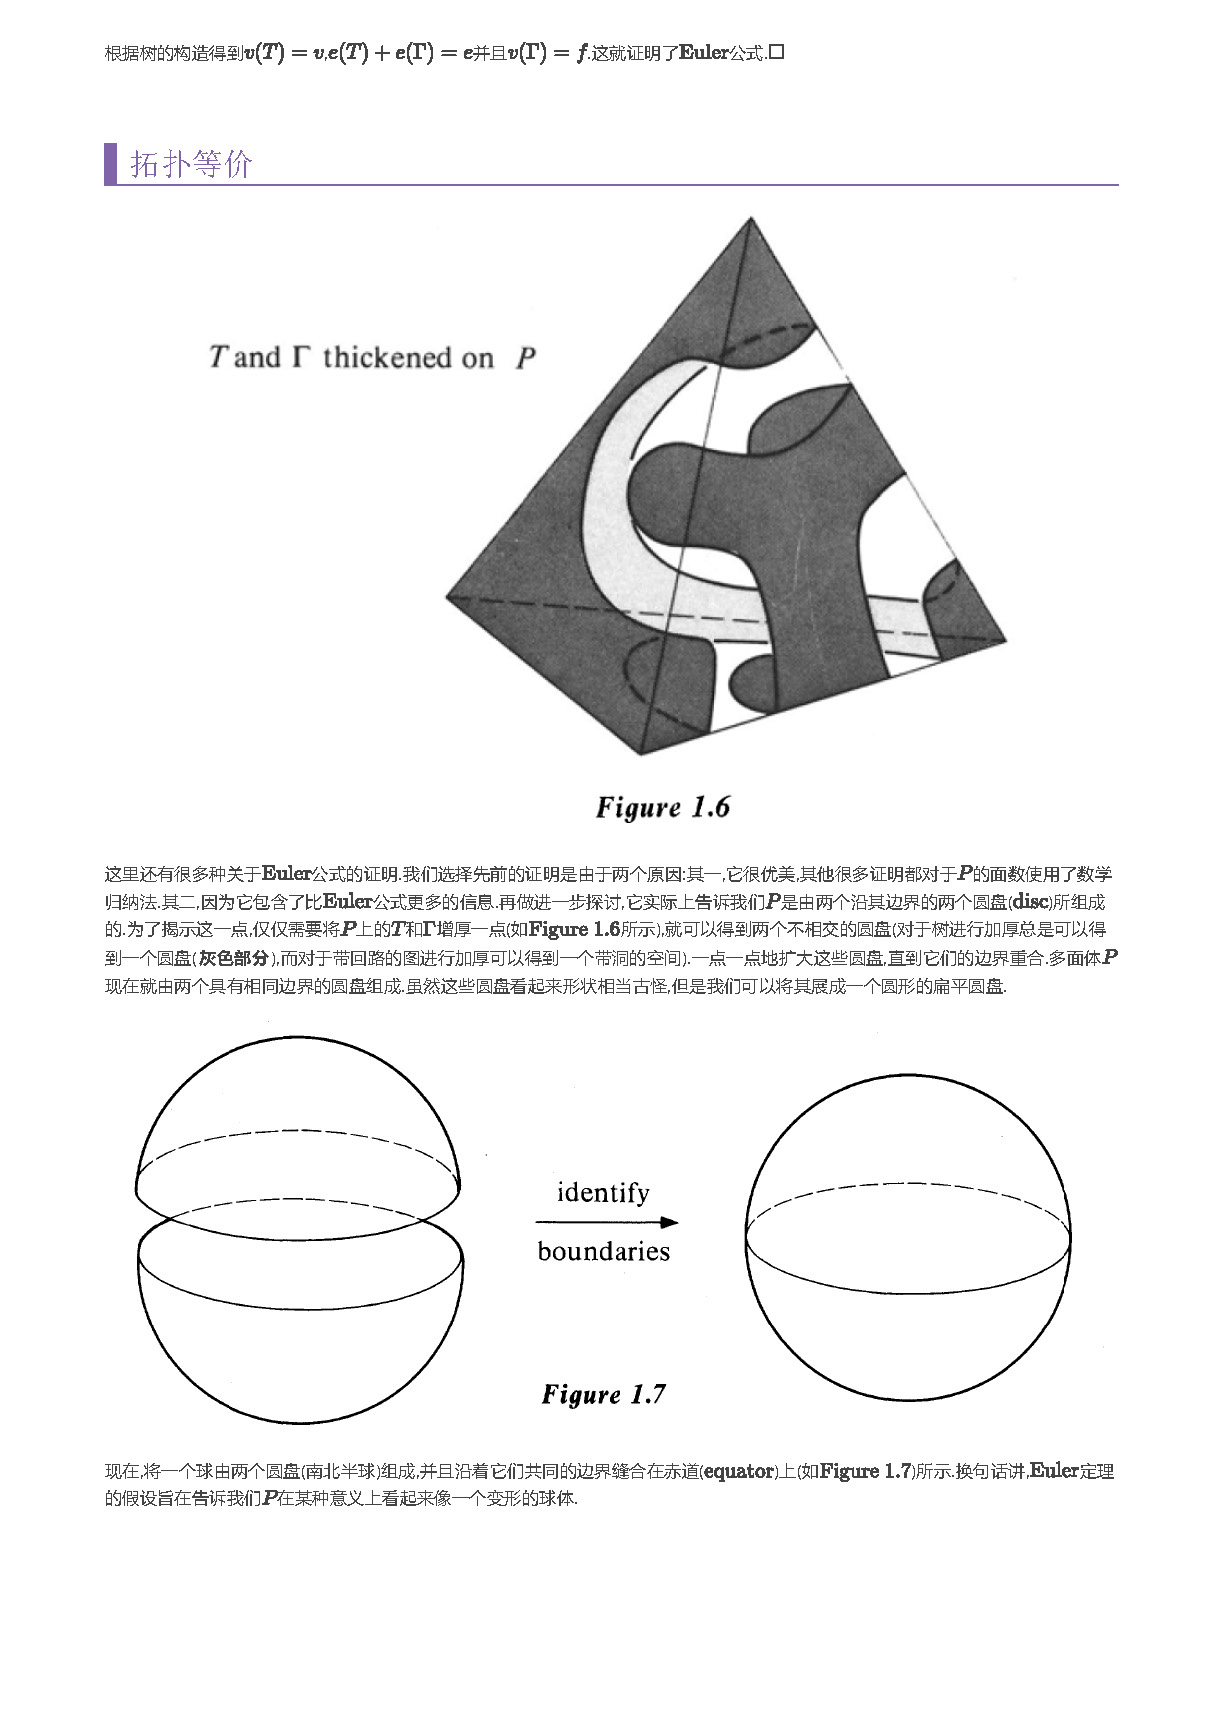 根据树的构造得到v(T) = v,e(T) + e(Γ) = e并且v(Γ) = f.这就证明了Euler公式.□
拓扑等价
T and Γ thickened on P
Figure 1.6
这里还有很多种关于Euler公式的证明.我们选择先前的证明是由于两个原因:其一,它很优美,其他很多证明都对于P的面数使用了数学
归纳法.其二,因为它包含了比Euler公式更多的信息.再做进一步探讨,它实际上告诉我们P是由两个沿其边界的两个圆盘(disc)所组成
的.为了揭示这一点,仅仅需要将P上的T和Γ增厚一点(如Figure 1.6所示),就可以得到两个不相交的圆盘(对于树进行加厚总是可以得
到一个圆盘(灰色部分),而对于带回路的图进行加厚可以得到一个带洞的空间).一点一点地扩大这些圆盘,直到它们的边界重合.多面体P
现在就由两个具有相同边界的圆盘组成.虽然这些圆盘看起来形状相当古怪,但是我们可以将其展成一个圆形的扁平圆盘.
identify
boundaries
Figure 1.7
现在,将一个球由两个圆盘(南北半球)组成,并且沿着它们共同的边界缝合在赤道(equator)上(如Figure 1.7)所示.换句话讲,Euler定理
的假设旨在告诉我们P在某种意义上看起来像一个变形的球体.